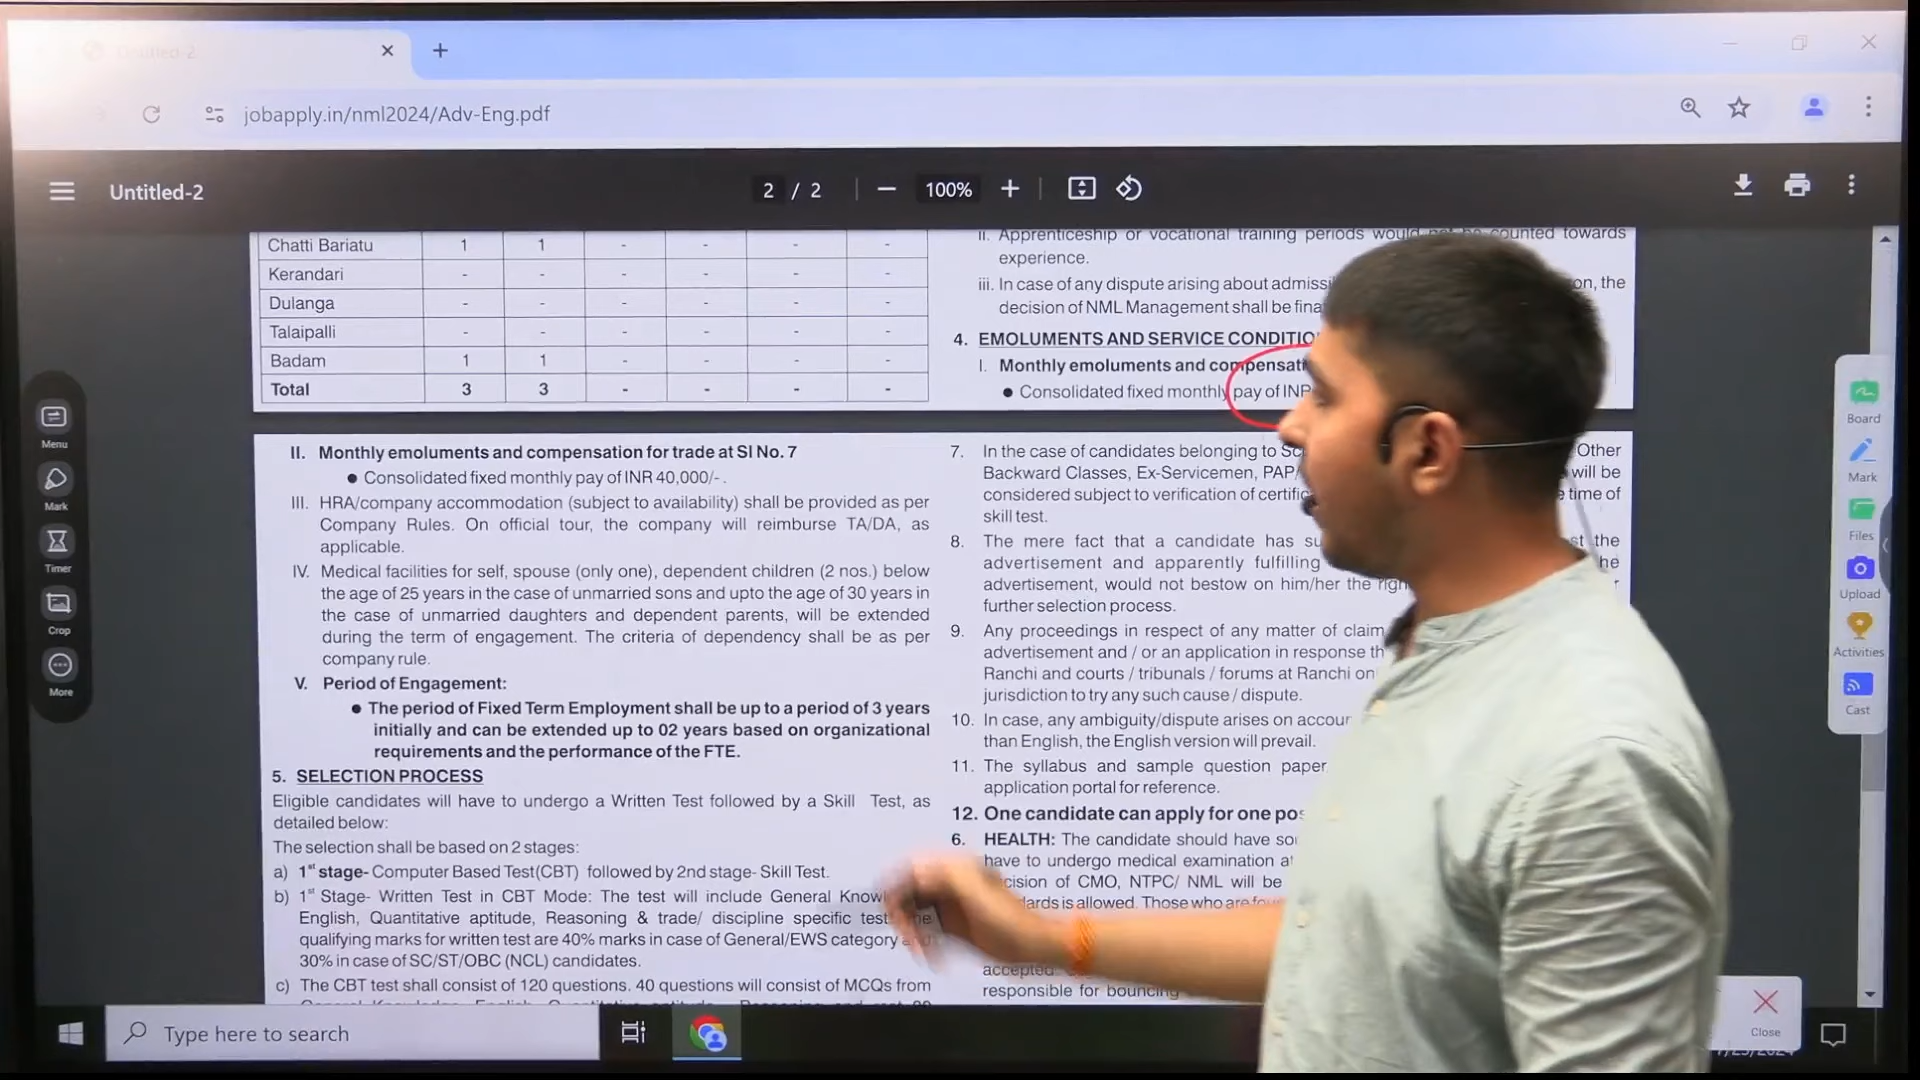 Untitled-2
jobapply.in/nml2024/Adv-Eng.pdf
Untitled-2
2 / 2
100%
Chatti Bariatu 1 1 - - - -
Kerandari - - - - - -
Dulanga - - - - - -
Talaipalli - - - - - -
Badam 1 1 - - - -
Total 3 3 - - - -
ii. Apprenticeship or vocational training periods would not be counted towards
experience.
iii. In case of any dispute arising about on, the
decision of NML Management shall be
4. EMOLUMENTS AND SERVICE
I. Monthly emoluments and
● Consolidated fixed monthly pay of INR
II. Monthly emoluments and compensation for trade at SI No. 7
● Consolidated fixed monthly pay of INR 40,000/- .
III. HRA/company accommodation (subject to availability) shall be provided as per
Company Rules. On official tour, the company will reimburse TA/DA, as
applicable.
IV. Medical facilities for self, spouse (only one), dependent children (2 nos.) below
the age of 25 years in the case of unmarried sons and upto the age of 30 years in
the case of unmarried daughters and dependent parents, will be extended
during the term of engagement. The criteria of dependency shall be as per
company rule.
V. Period of Engagement:
● The period of Fixed Term Employment shall be up to a period of 3 years
initially and can be extended up to 02 years based on organizational
requirements and the performance of the FTE.
5. SELECTION PROCESS
Eligible candidates will have to undergo a Written Test followed by a Skill Test, as
detailed below:
The selection shall be based on 2 stages:
a) 1st stage- Computer Based Test(CBT) followed by 2nd stage- Skill Test.
b) 1st Stage- Written Test in CBT Mode: The test will include General
English, Quantitative aptitude, Reasoning & trade/ discipline specific test.
qualifying marks for written test are 40% marks in case of General/EWS category and
30% in case of SC/ST/OBC (NCL) candidates.
c) The CBT test shall consist of 120 questions. 40 questions will consist of MCQs from
7. In the case of candidates belonging to Other
Backward Classes, Ex-Servicemen, PAP/ will be
considered subject to verification of time of
skill test.
8. The mere fact that a candidate has the
advertisement and apparently fulfilling
advertisement, would not bestow on him/her the
further selection process.
9. Any proceedings in respect of any matter of claim
advertisement and / or an application in response
Ranchi and courts / tribunals / forums at Ranchi
jurisdiction to try any such cause / dispute.
10. In case, any ambiguity/dispute arises on
than English, the English version will prevail.
11. The syllabus and sample question paper
application portal for reference.
12. One candidate can apply for one
6. HEALTH: The candidate should have
have to undergo medical examination
of CMO, NTPC/ NML will be
is allowed. Those who are
accepted.
responsible for bouncing
Menu
Mark
Timer
Crop
More
Board
Mark
Files
Upload
Activities
Cast
Close
Type here to search